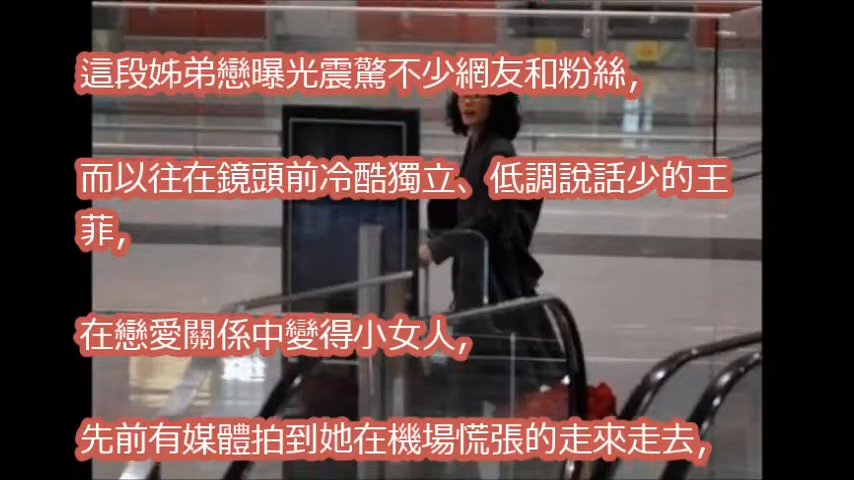 這段姊弟戀曝光震驚不少網友和粉絲，
而以往在鏡頭前冷酷獨立、低調說話少的王
菲，
在戀愛關係中變得小女人，
先前有媒體拍到她在機場慌張的走來走去，